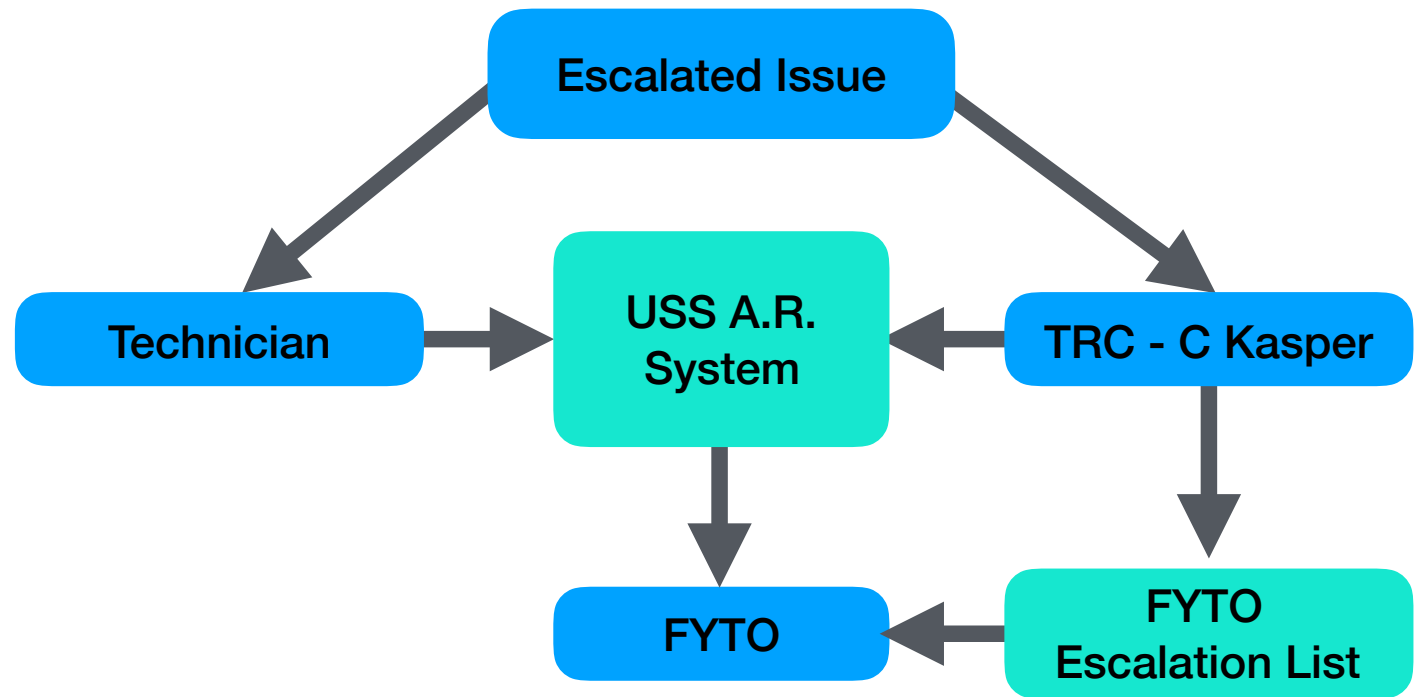 Escalated Issue
Technician
USS A.R.
System
TRC - C Kasper
FYTO
FYTO
Escalation List